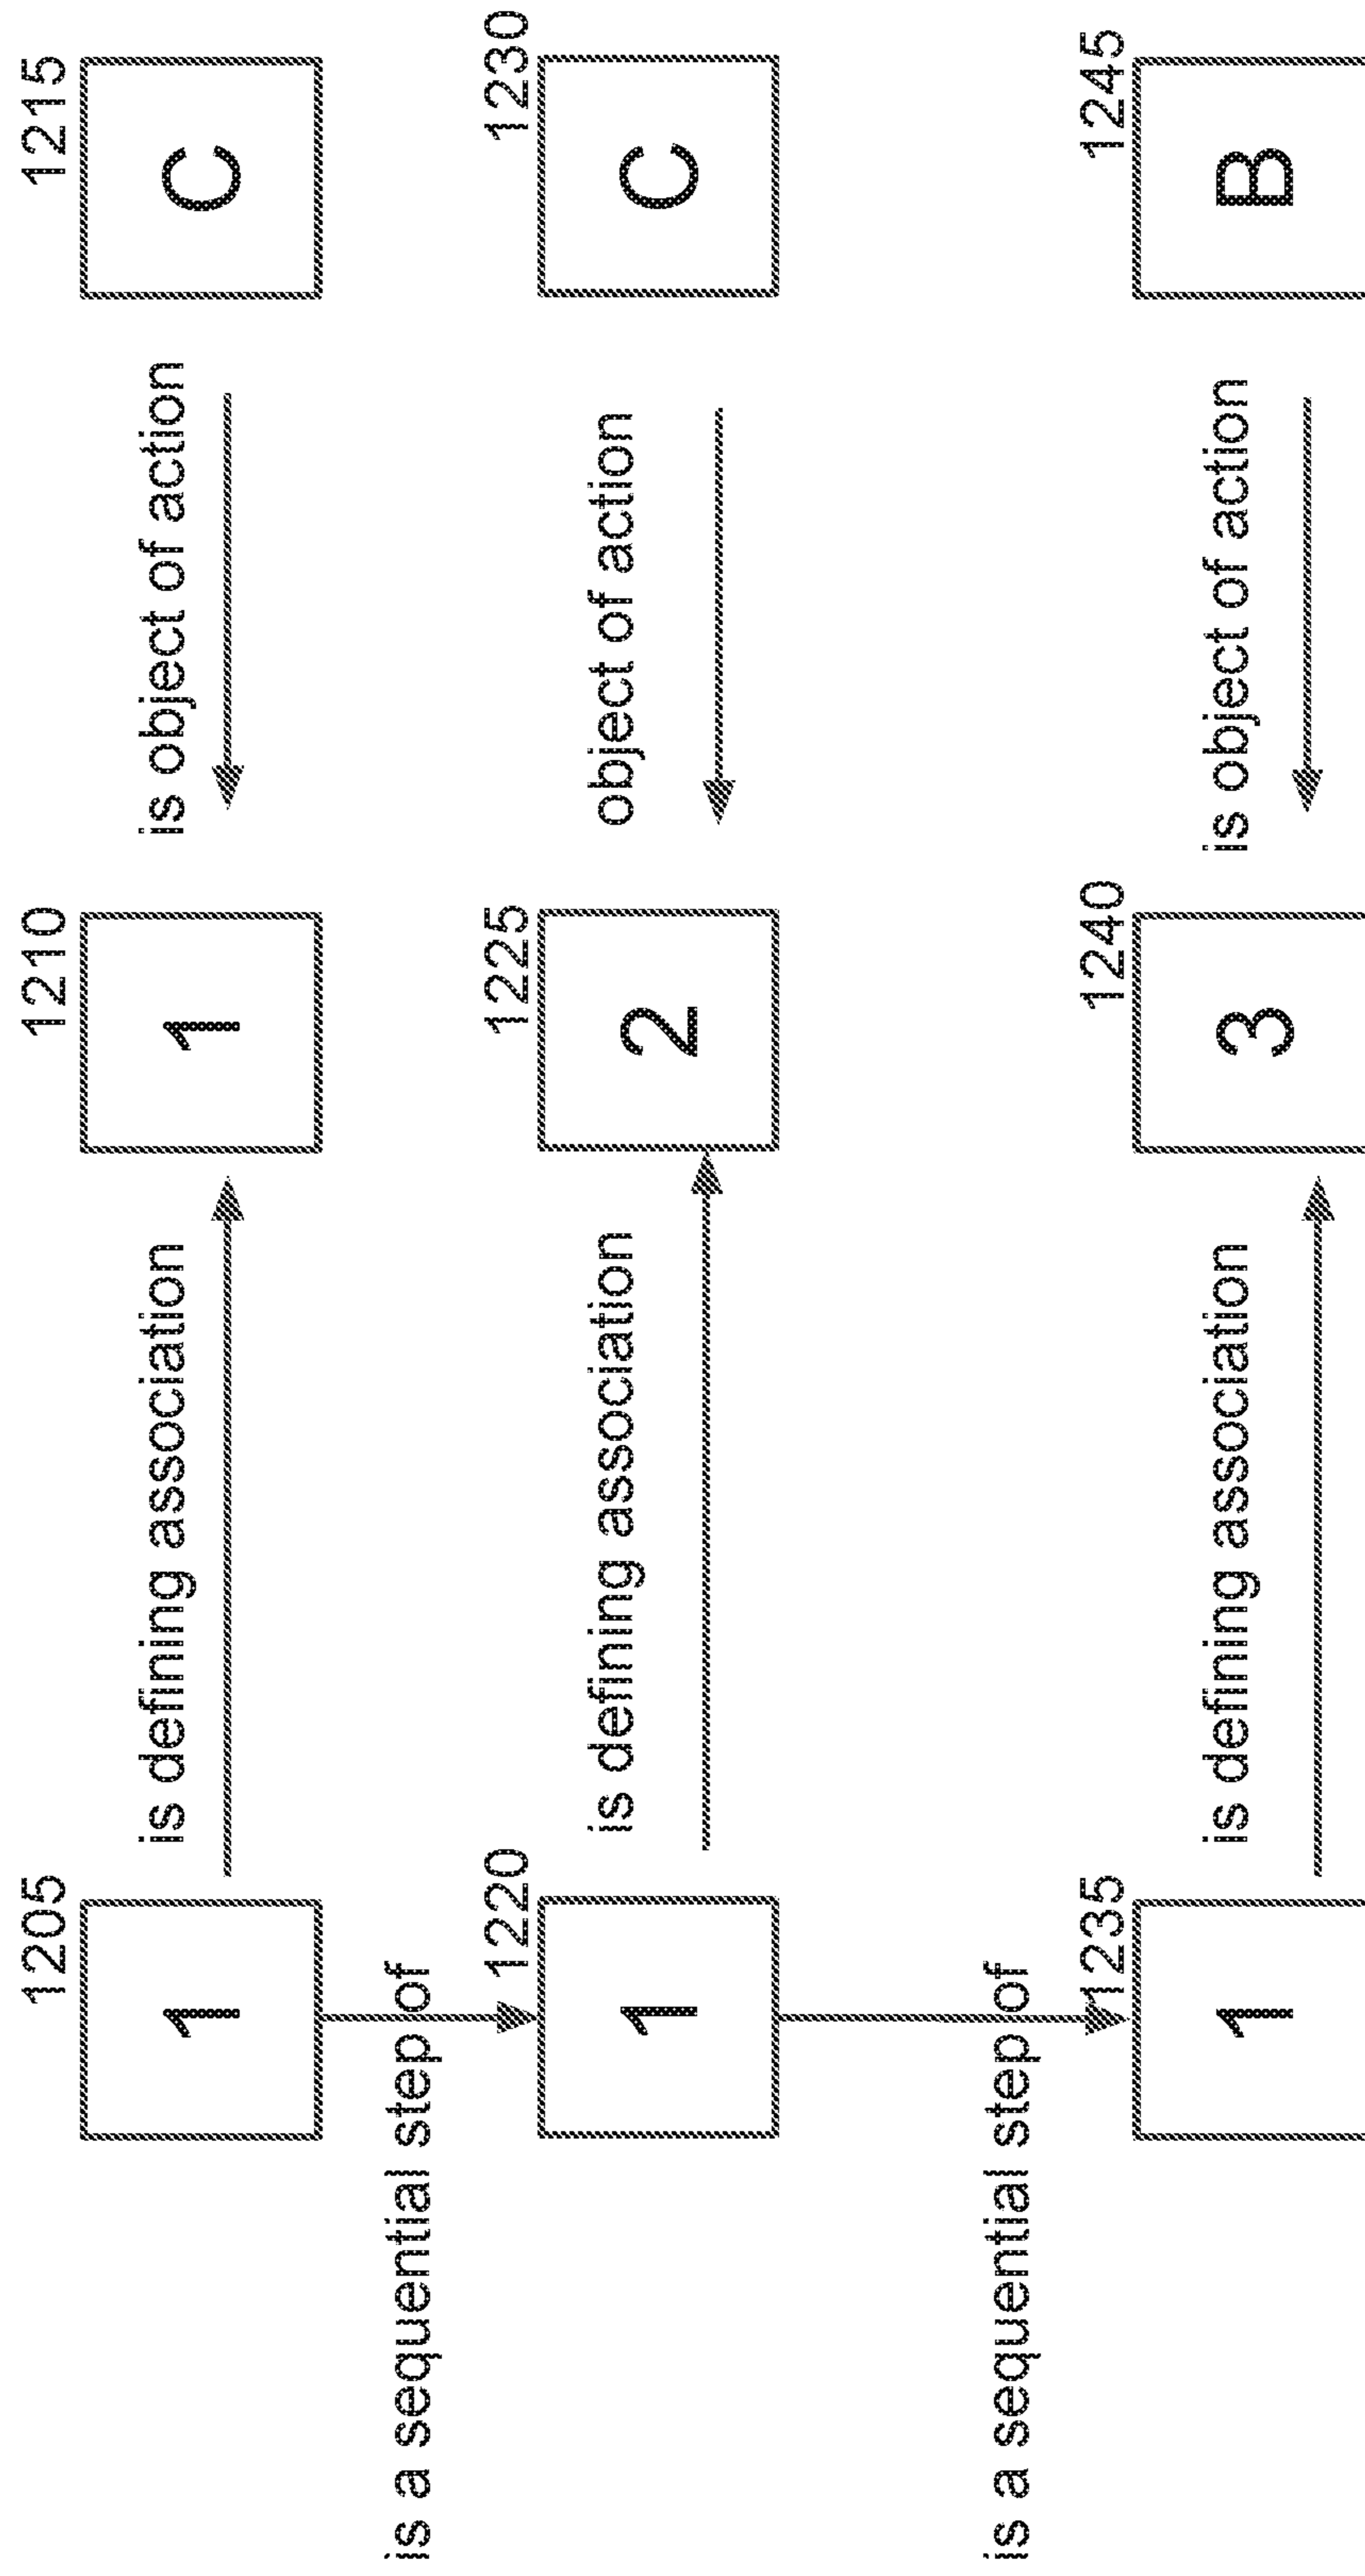 1205
1210
1215
is defining association
is object of action
1
1
C
is a sequential step of
1220
1225
1230
is defining association
object of action
1
2
C
is a sequential step of
1235
1240
1245
is defining association
is object of action
1
3
B